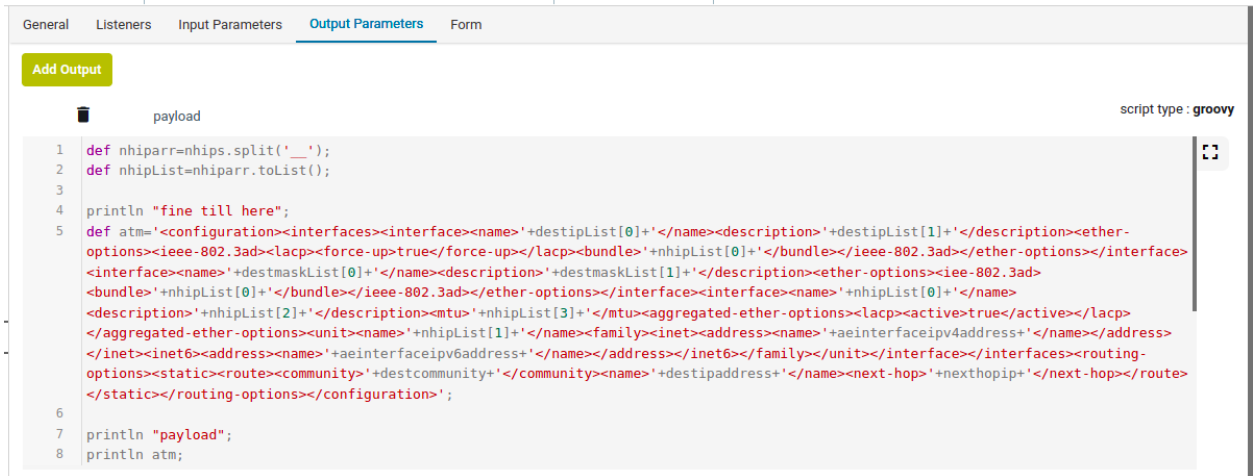 General Listeners Input Parameters Output Parameters Form
Add Output
payload script type : groovy
1 def nhiparr=nhips.split('__');
2 def nhipList=nhiparr.toList();
3
4 println "fine till here";
5 def atm='<configuration><interfaces><interface><name>'+destipList[0]+'</name><description>'+destipList[1]+'</description><ether-
options><ieee-802.3ad><lacp><force-up>true</force-up></lacp><bundle>'+nhipList[0]+'</bundle></ieee-802.3ad></ether-options></interface>
<interface><name>'+destmaskList[0]+'</name><description>'+destmaskList[1]+'</description><ether-options><iee-802.3ad>
<bundle>'+nhipList[0]+'</bundle></ieee-802.3ad></ether-options></interface><interface><name>'+nhipList[0]+'</name>
<description>'+nhipList[2]+'</description><mtu>'+nhipList[3]+'</mtu><aggregated-ether-options><lacp><active>true</active></lacp>
</aggregated-ether-options><unit><name>'+nhipList[1]+'</name><family><inet><address><name>'+aeinterfaceipv4address+'</name></address>
</inet><inet6><address><name>'+aeinterfaceipv6address+'</name></address></inet6></family></unit></interface></interfaces><routing-
options><static><route><community>'+destcommunity+'</community><name>'+destipaddress+'</name><next-hop>'+nexthopip+'</next-hop></route>
</static></routing-options></configuration>';
6
7 println "payload";
8 println atm;